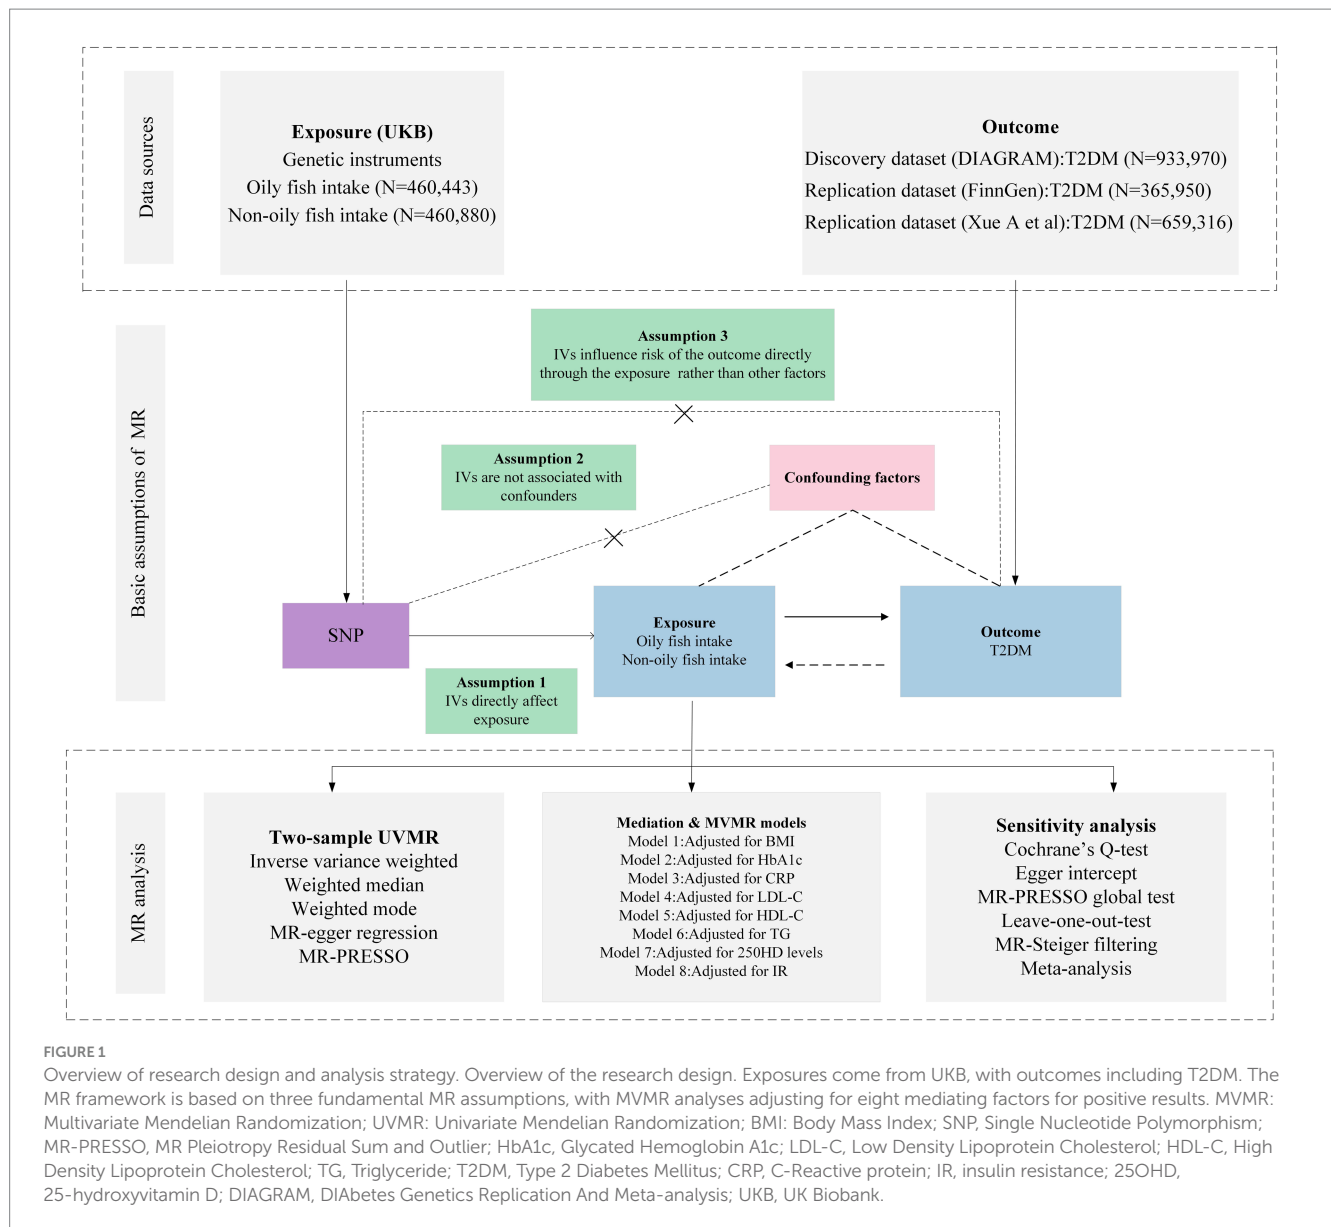 Data sources
Exposure (UKB)
Genetic instruments
Oily fish intake (N=460,443)
Non-oily fish intake (N=460,880)
Outcome
Discovery dataset (DIAGRAM):T2DM (N=933,970)
Replication dataset (FinnGen):T2DM (N=365,950)
Replication dataset (Xue A et al):T2DM (N=659,316)
Basic assumptions of MR
Assumption 3
IVs influence risk of the outcome directly
through the exposure rather than other factors
Assumption 2
IVs are not associated with
confounders
Confounding factors
SNP
Exposure
Oily fish intake
Non-oily fish intake
Outcome
T2DM
Assumption 1
IVs directly affect
exposure
MR analysis
Two-sample UVMR
Inverse variance weighted
Weighted median
Weighted mode
MR-egger regression
MR-PRESSO
Mediation & MVMR models
Model 1:Adjusted for BMI
Model 2:Adjusted for HbA1c
Model 3:Adjusted for CRP
Model 4:Adjusted for LDL-C
Model 5:Adjusted for HDL-C
Model 6:Adjusted for TG
Model 7:Adjusted for 250HD levels
Model 8:Adjusted for IR
Sensitivity analysis
Cochrane’s Q-test
Egger intercept
MR-PRESSO global test
Leave-one-out-test
MR-Steiger filtering
Meta-analysis
FIGURE 1
Overview of research design and analysis strategy. Overview of the research design. Exposures come from UKB, with outcomes including T2DM. The
MR framework is based on three fundamental MR assumptions, with MVMR analyses adjusting for eight mediating factors for positive results. MVMR:
Multivariate Mendelian Randomization; UVMR: Univariate Mendelian Randomization; BMI: Body Mass Index; SNP, Single Nucleotide Polymorphism;
MR-PRESSO, MR Pleiotropy Residual Sum and Outlier; HbA1c, Glycated Hemoglobin A1c; LDL-C, Low Density Lipoprotein Cholesterol; HDL-C, High
Density Lipoprotein Cholesterol; TG, Triglyceride; T2DM, Type 2 Diabetes Mellitus; CRP, C-Reactive protein; IR, insulin resistance; 25OHD,
25-hydroxyvitamin D; DIAGRAM, DIAbetes Genetics Replication And Meta-analysis; UKB, UK Biobank.